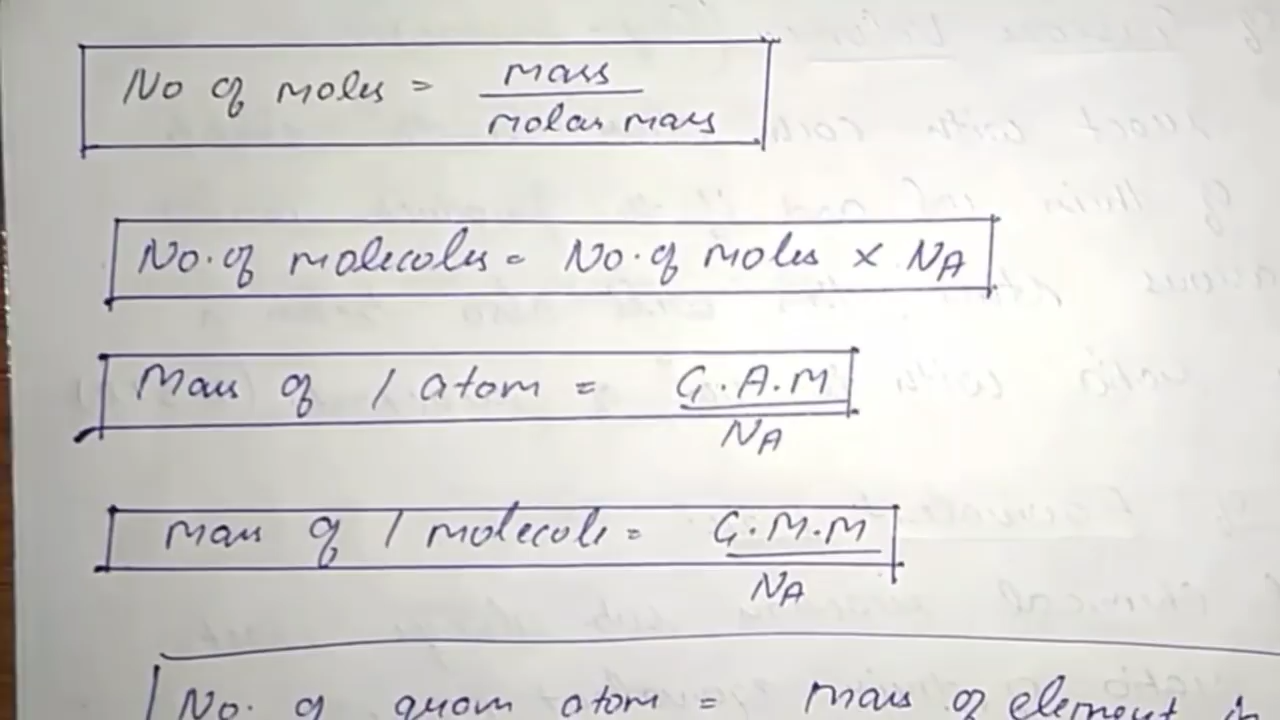 No of moles = mass
molar mass
No. of molecules = No. of moles × NA
Mass of 1 atom = G.A.M
NA
Mass of 1 molecule = G.M.M
NA
No. of gram atom = Mass of element in